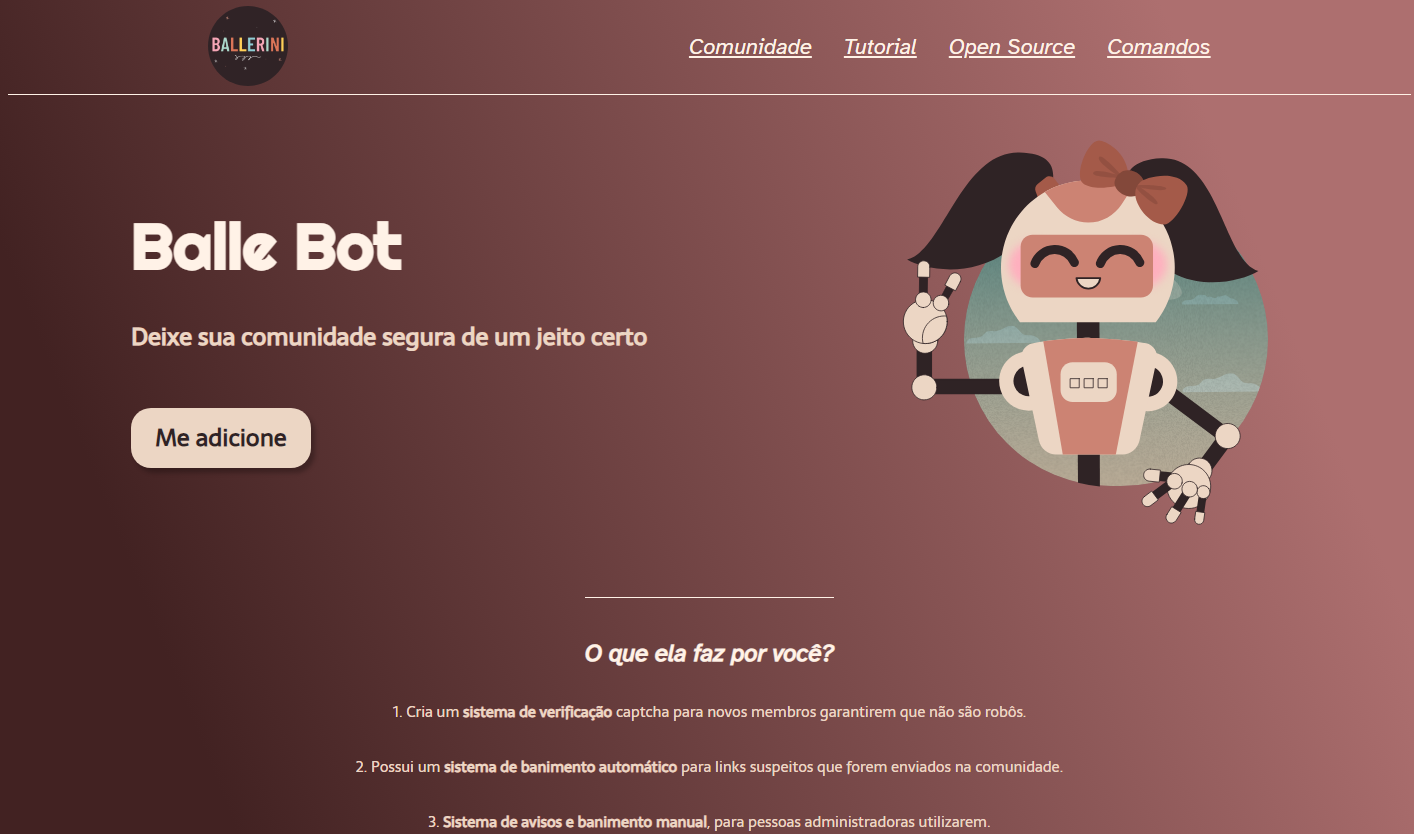 BALLERINI
Comunidade Tutorial Open Source Comandos
Balle Bot
Deixe sua comunidade segura de um jeito certo
Me adicione
O que ela faz por você?
1. Cria um sistema de verificação captcha para novos membros garantirem que não são robôs.
2. Possui um sistema de banimento automático para links suspeitos que forem enviados na comunidade.
3. Sistema de avisos e banimento manual, para pessoas administradoras utilizarem.